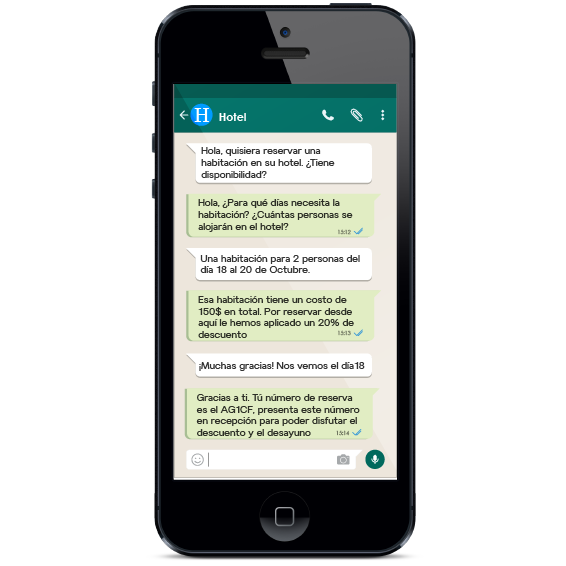 H Hotel
Hola, quisiera reservar una
habitación en su hotel. ¿Tiene
disponibilidad?
Hola, ¿Para qué días necesita la
habitación? ¿Cuántas personas se
alojarán en el hotel?
13:12
Una habitación para 2 personas del
día 18 al 20 de Octubre.
Esa habitación tiene un costo de
150$ en total. Por reservar desde
aquí le hemos aplicado un 20% de
descuento 13:13
¡Muchas gracias! Nos vemos el día18
Gracias a ti. Tú número de reserva
es el AG1CF, presenta este número
en recepción para poder disfutar el
descuento y el desayuno 13:14